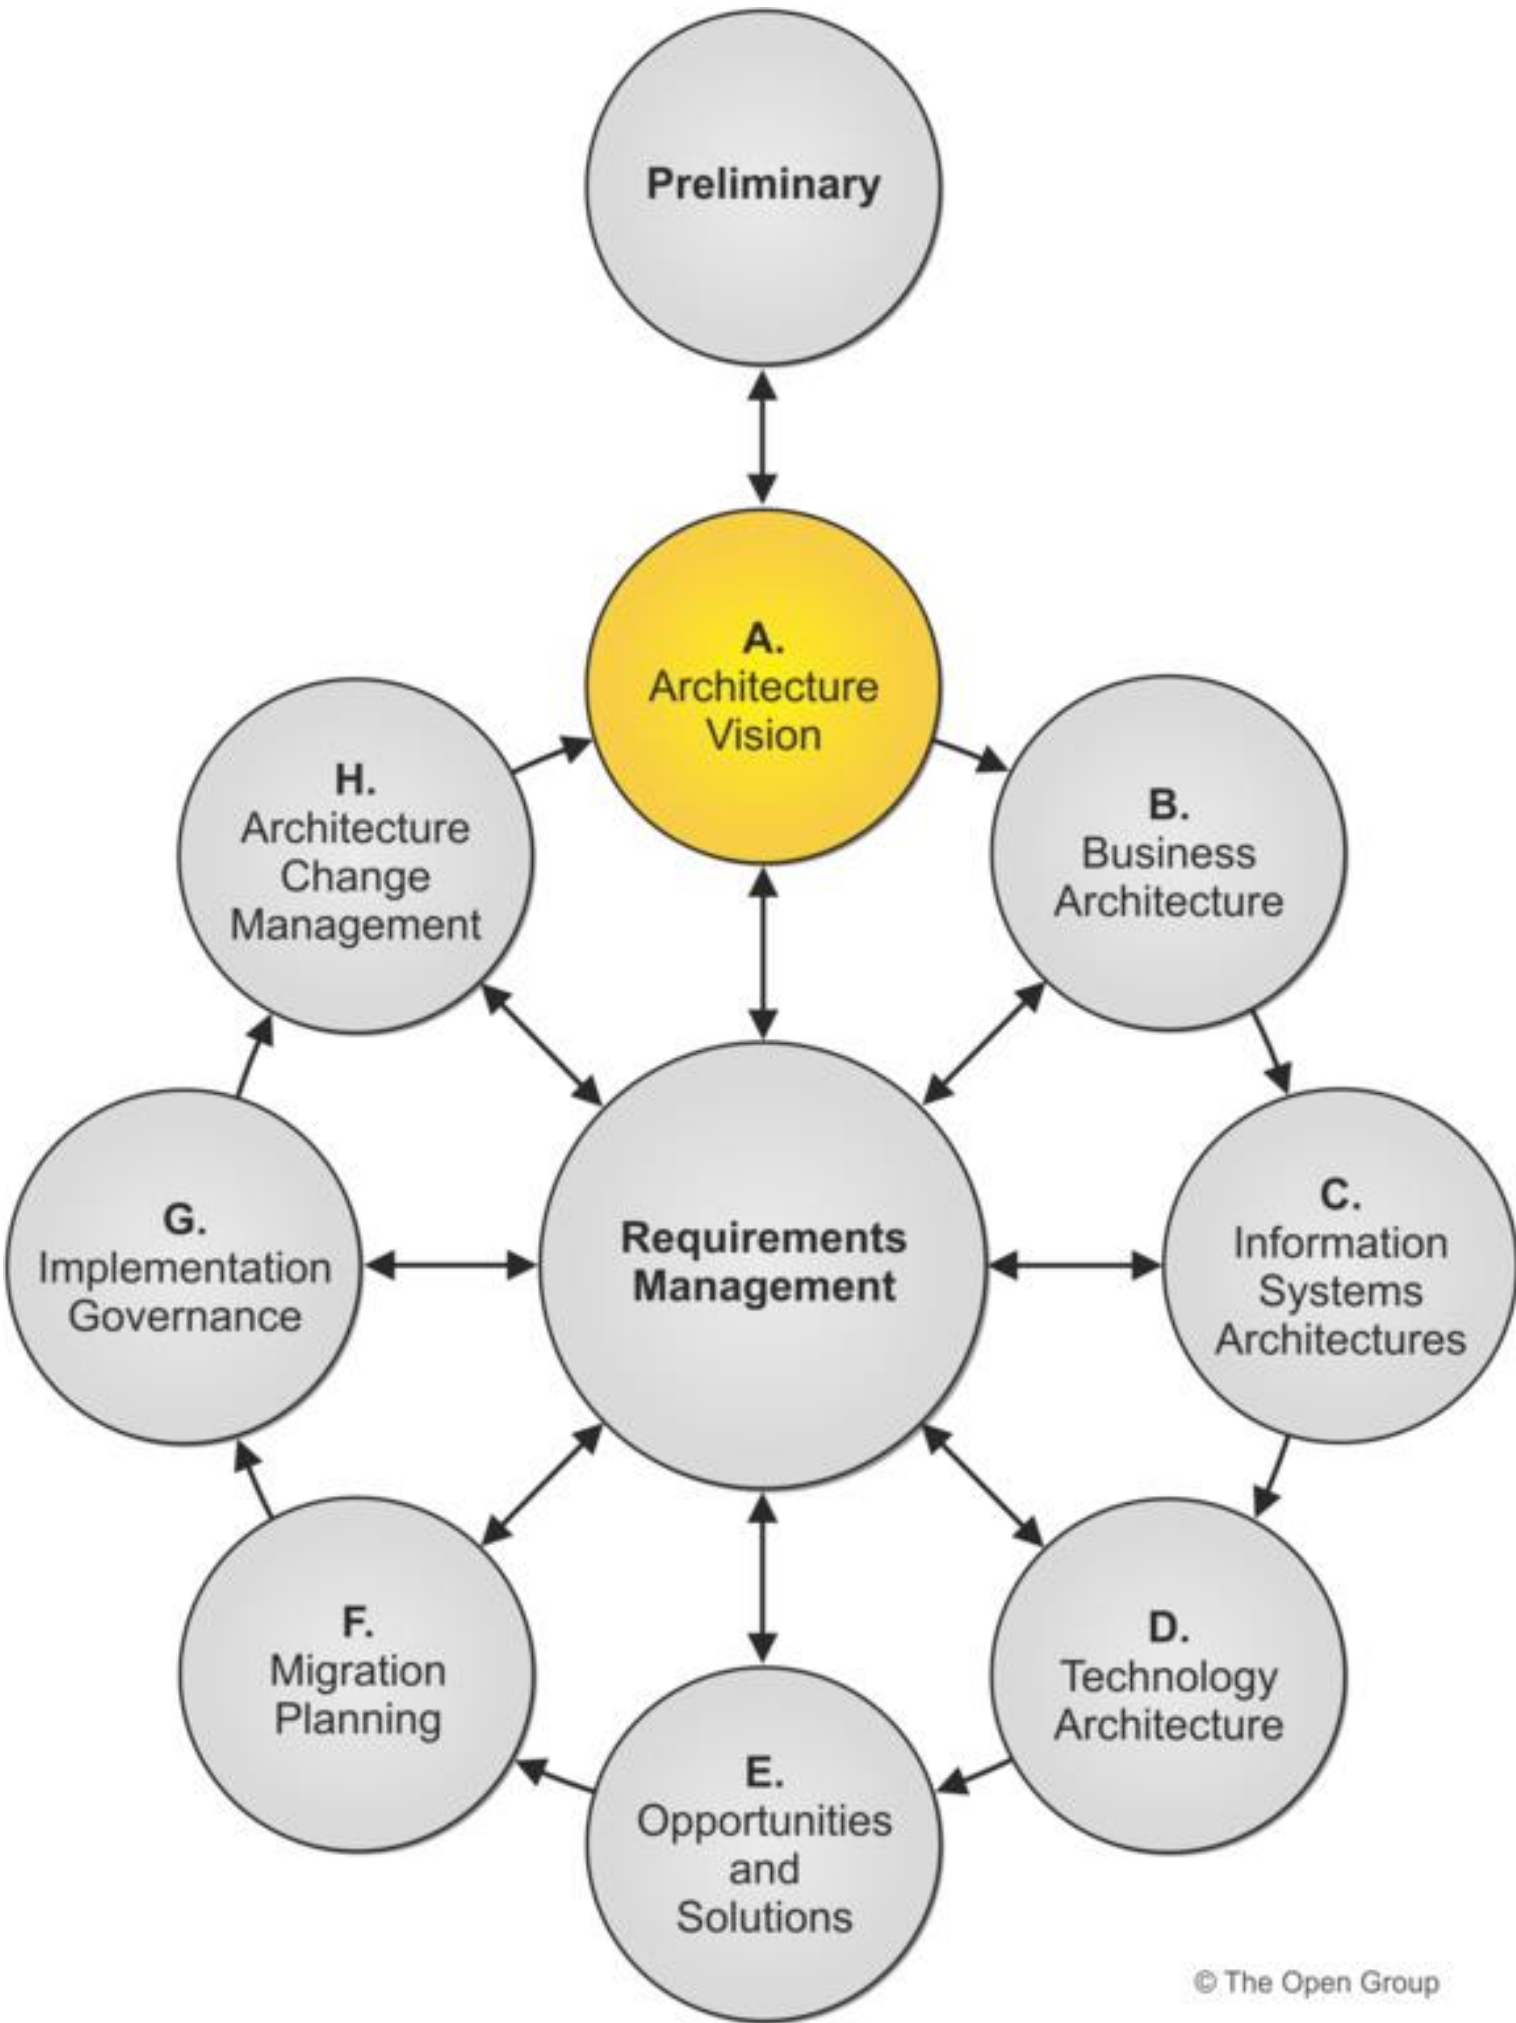 Preliminary
A.
Architecture
Vision
B.
Business
Architecture
H.
Architecture
Change
Management
C.
Information
Systems
Architectures
Requirements
Management
G.
Implementation
Governance
D.
Technology
Architecture
F.
Migration
Planning
E.
Opportunities
and
Solutions
© The Open Group